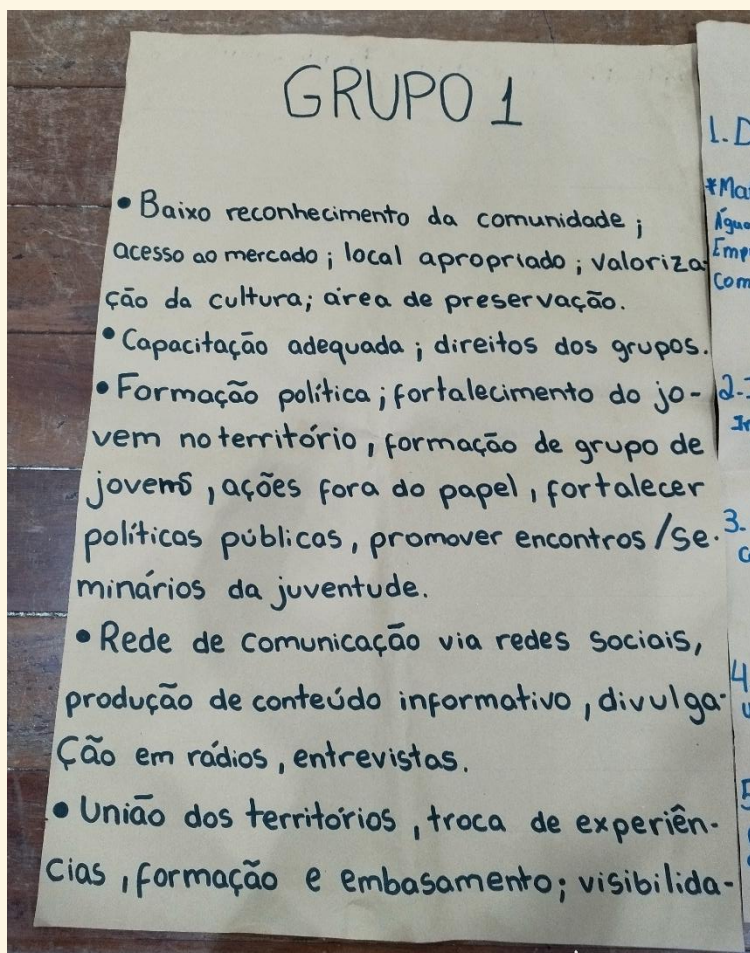 GRUPO 1
• Baixo reconhecimento da comunidade ;
acesso ao mercado ; local apropriado ; valoriza-
ção da cultura; área de preservação.
• Capacitação adequada ; direitos dos grupos.
• Formação política ; fortalecimento do jo-
vem no território , formação de grupo de
jovens , ações fora do papel , fortalecer
políticas públicas , promover encontros / se-
minários da juventude.
• Rede de comunicação via redes sociais,
produção de conteúdo informativo , divulga-
ção em rádios , entrevistas.
• União dos territórios , troca de experiên-
cias , formação e embasamento; visibilida-
1. D
*Ma
Água
Emp
Com
2-
3.
4